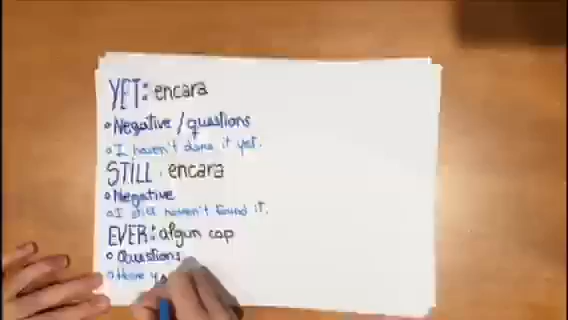 YET: encara
Negative / questions
I haven't done it yet.
STILL: encara
Negative
I still haven't found it.
EVER: algun cop
Questions
Have